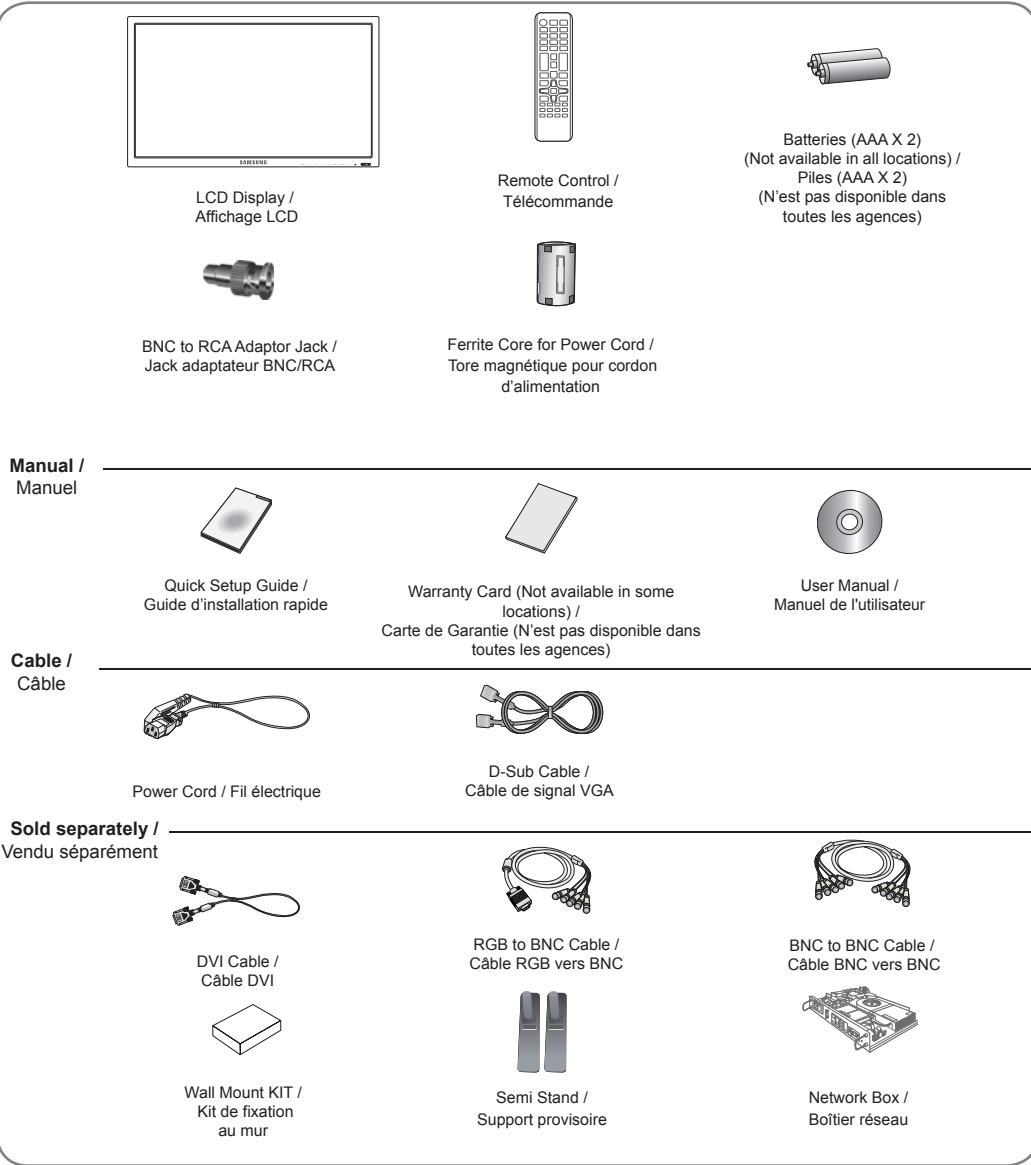 SAMSUNG
LCD Display /
Affichage LCD
Remote Control /
Télécommande
Batteries (AAA X 2)
(Not available in all locations) /
Piles (AAA X 2)
(N’est pas disponible dans
toutes les agences)
BNC to RCA Adaptor Jack /
Jack adaptateur BNC/RCA
Ferrite Core for Power Cord /
Tore magnétique pour cordon
d’alimentation
Manual /
Manuel
Quick Setup Guide /
Guide d’installation rapide
Warranty Card (Not available in some
locations) /
Carte de Garantie (N’est pas disponible dans
toutes les agences)
User Manual /
Manuel de l'utilisateur
Cable /
Câble
Power Cord / Fil électrique
D-Sub Cable /
Câble de signal VGA
Sold separately /
Vendu séparément
DVI Cable /
Câble DVI
RGB to BNC Cable /
Câble RGB vers BNC
BNC to BNC Cable /
Câble BNC vers BNC
Wall Mount KIT /
Kit de fixation
au mur
Semi Stand /
Support provisoire
Network Box /
Boîtier réseau